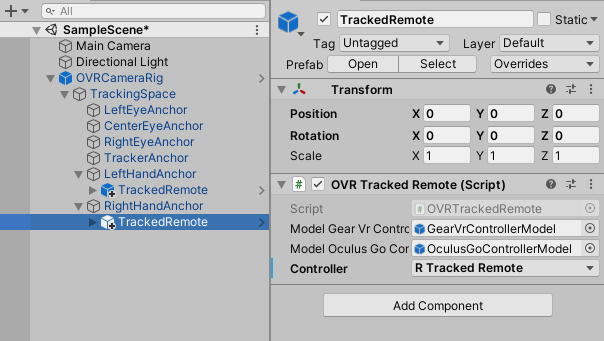 All
SampleScene*
Main Camera
Directional Light
OVRCameraRig
TrackingSpace
LeftEyeAnchor
CenterEyeAnchor
RightEyeAnchor
TrackerAnchor
LeftHandAnchor
TrackedRemote
RightHandAnchor
TrackedRemote
TrackedRemote Static
Tag Untagged Layer Default
Prefab Open Select Overrides
Transform
Position X 0 Y 0 Z 0
Rotation X 0 Y 0 Z 0
Scale X 1 Y 1 Z 1
# OVR Tracked Remote (Script)
Script # OVRTrackedRemote
Model Gear Vr Contro GearVrControllerModel
Model Oculus Go Cor OculusGoControllerModel
Controller R Tracked Remote
Add Component